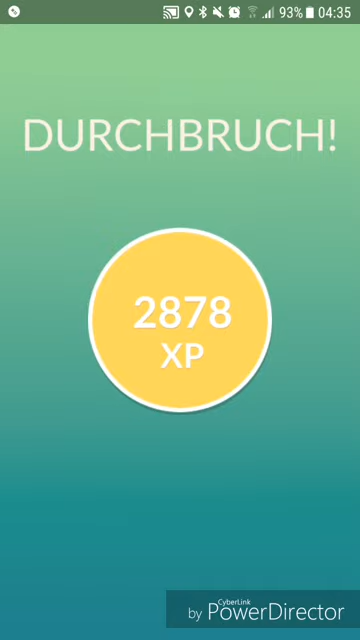 93% 04:35
DURCHBRUCH!
2878
XP
CyberLink
by PowerDirector